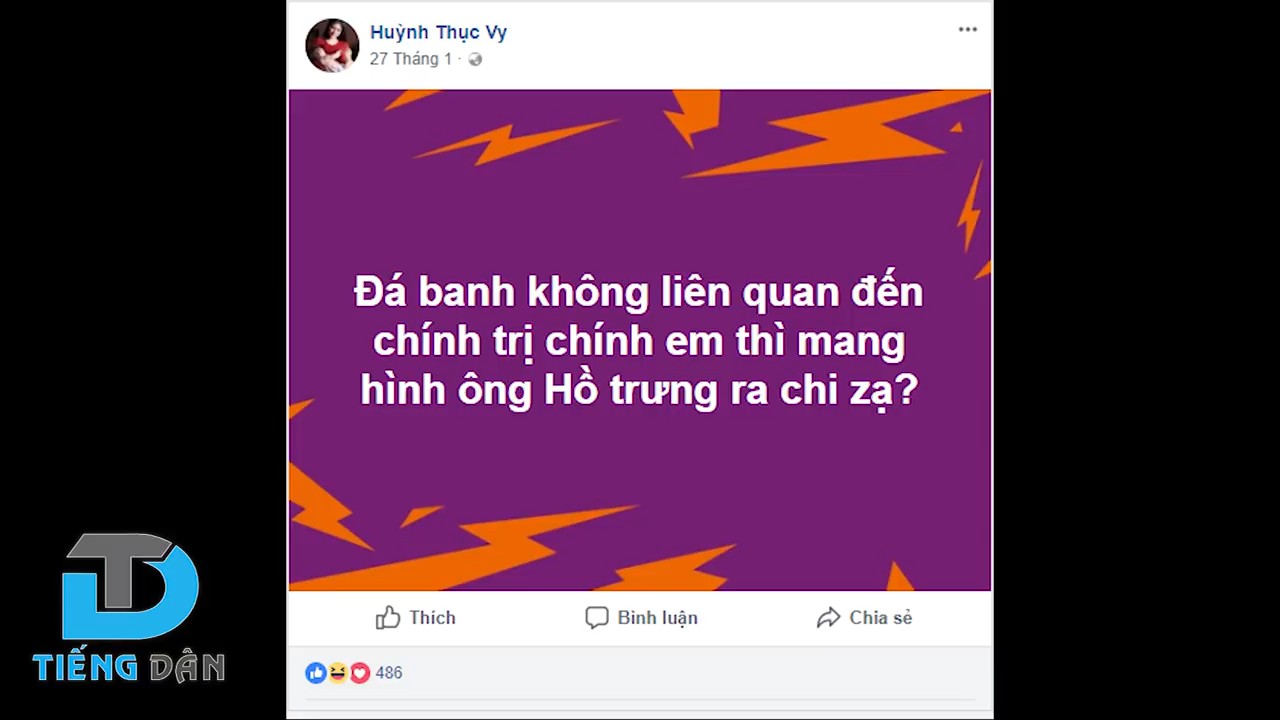 Huỳnh Thục Vy
27 Tháng 1 ·
Đá banh không liên quan đến
chính trị chính em thì mang
hình ông Hồ trưng ra chi zạ?
Thích
Bình luận
Chia sẻ
486
TD
TIẾNG DÂN